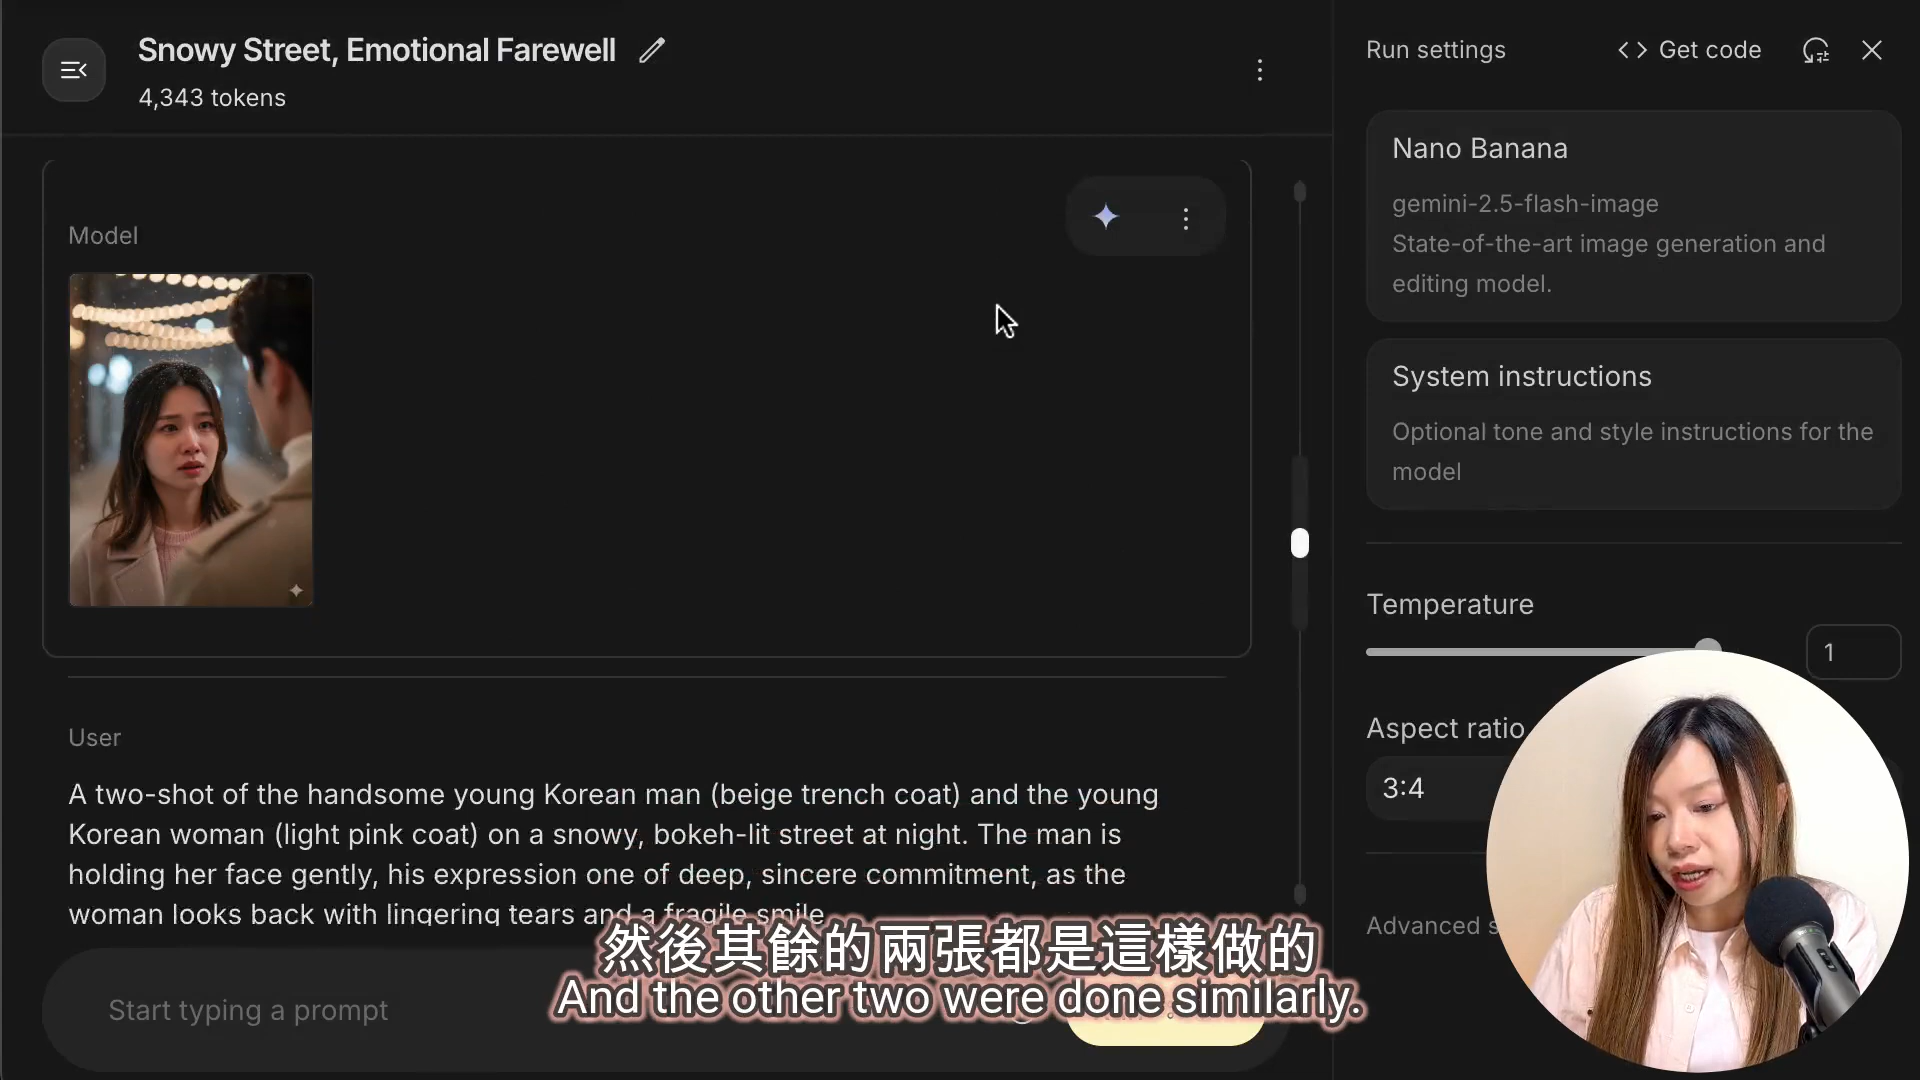 Snowy Street, Emotional Farewell
4,343 tokens
Model
User
A two-shot of the handsome young Korean man (beige trench coat) and the young
Korean woman (light pink coat) on a snowy, bokeh-lit street at night. The man is
holding her face gently, his expression one of deep, sincere commitment, as the
woman looks back with lingering tears and a fragile smile
Start typing a prompt
Run settings
<> Get code
Nano Banana
gemini-2.5-flash-image
State-of-the-art image generation and
editing model.
System instructions
Optional tone and style instructions for the
model
Temperature
1
Aspect ratio
3:4
Advanced s
然後其餘的兩張都是這樣做的
And the other two were done similarly.